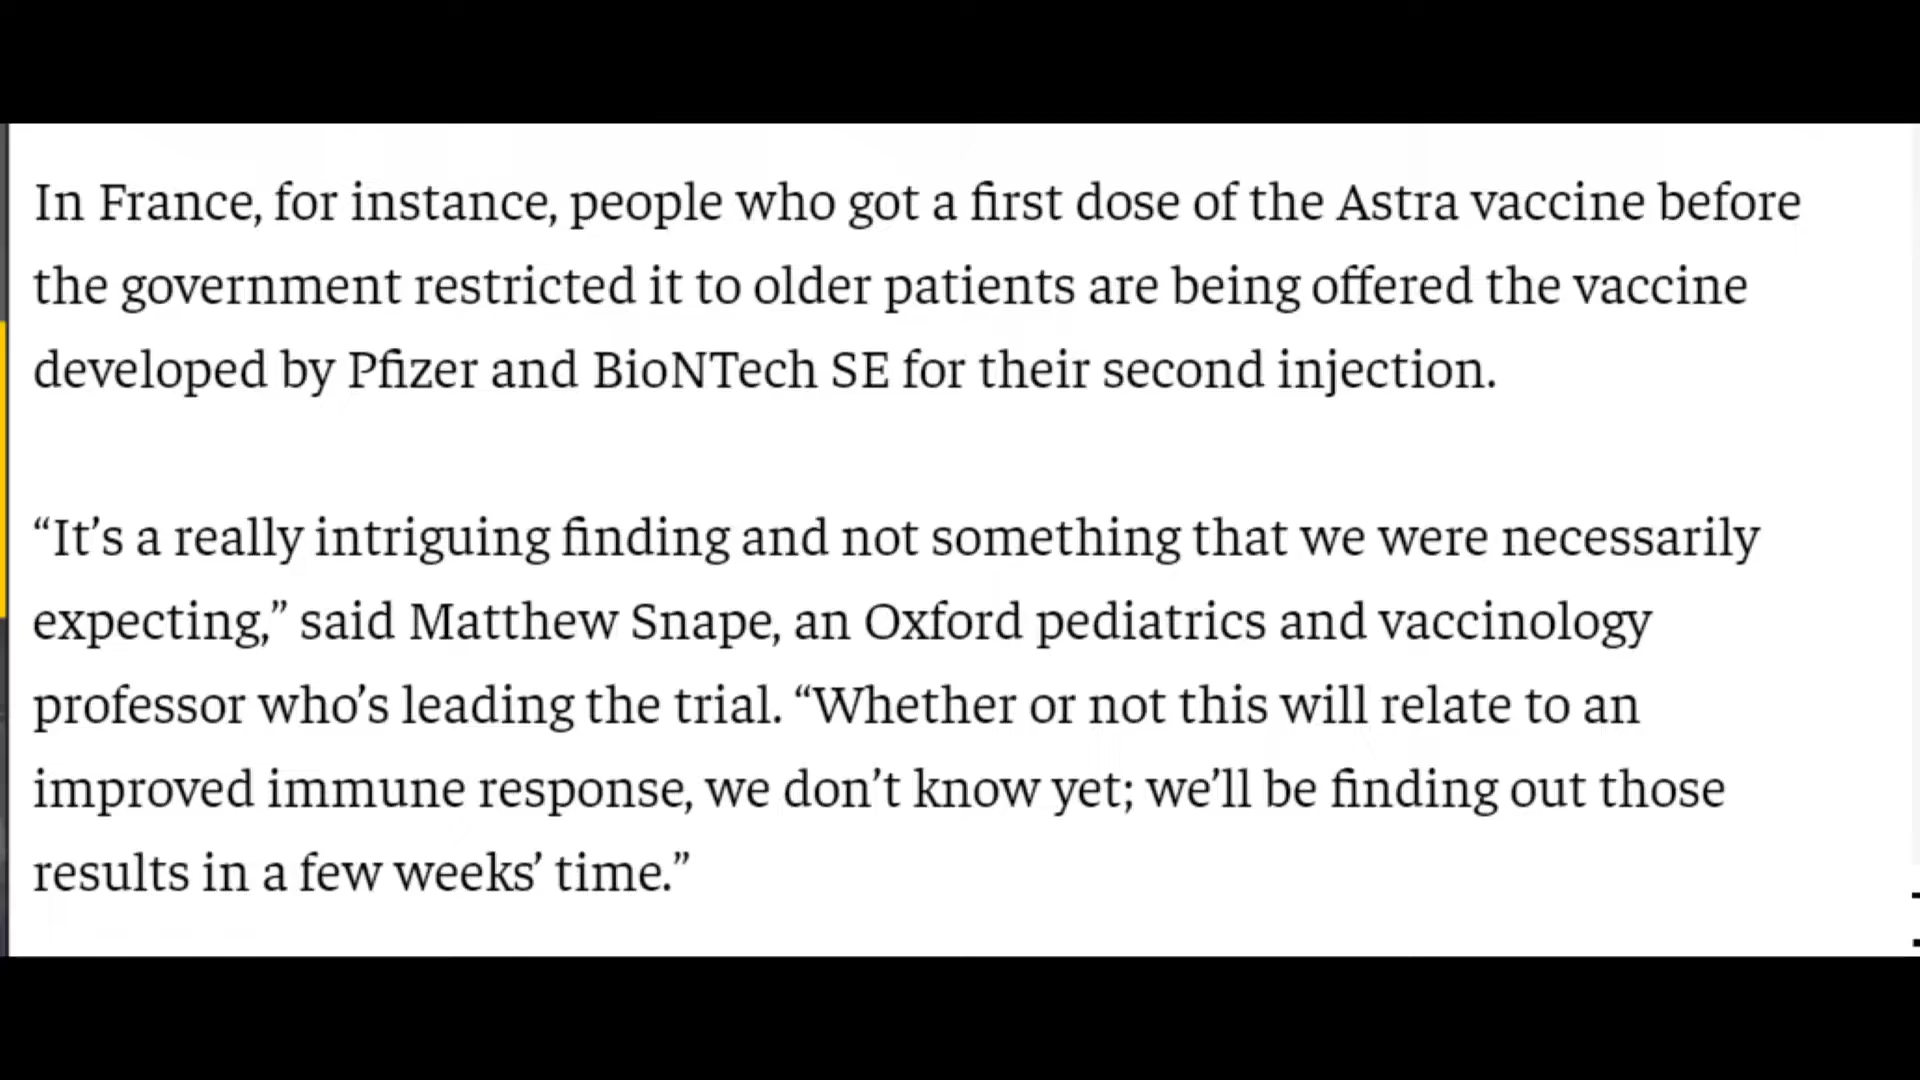 In France, for instance, people who got a first dose of the Astra vaccine before
the government restricted it to older patients are being offered the vaccine
developed by Pfizer and BioNTech SE for their second injection.
“It’s a really intriguing finding and not something that we were necessarily
expecting,” said Matthew Snape, an Oxford pediatrics and vaccinology
professor who’s leading the trial. “Whether or not this will relate to an
improved immune response, we don’t know yet; we’ll be finding out those
results in a few weeks’ time.”